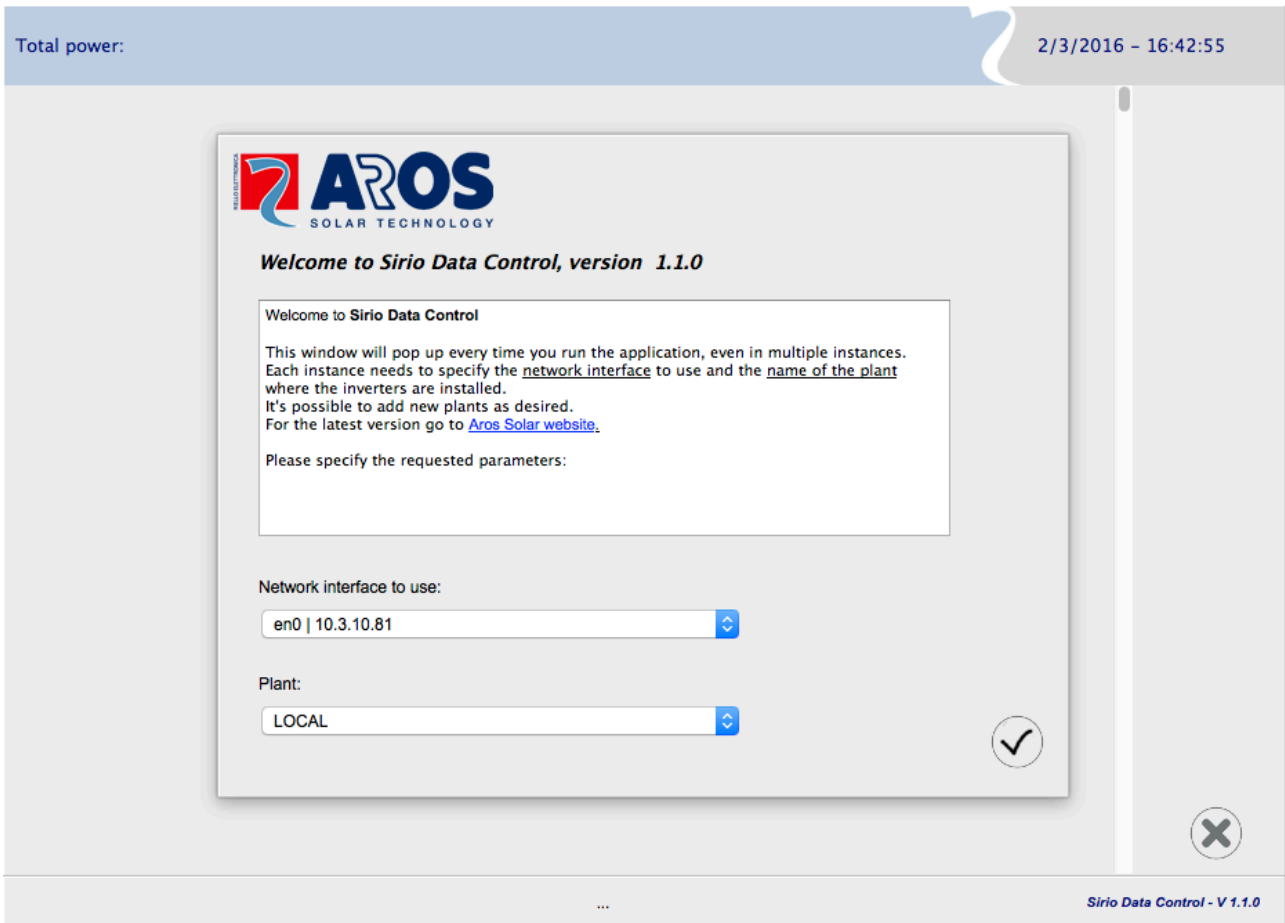 Total power:
2/3/2016 – 16:42:55
RIELLO ELETTRONICA
AROS
SOLAR TECHNOLOGY
Welcome to Sirio Data Control, version 1.1.0
Welcome to Sirio Data Control
This window will pop up every time you run the application, even in multiple instances.
Each instance needs to specify the network interface to use and the name of the plant
where the inverters are installed.
It's possible to add new plants as desired.
For the latest version go to Aros Solar website.
Please specify the requested parameters:
Network interface to use:
en0 | 10.3.10.81
Plant:
LOCAL
...
Sirio Data Control - V 1.1.0